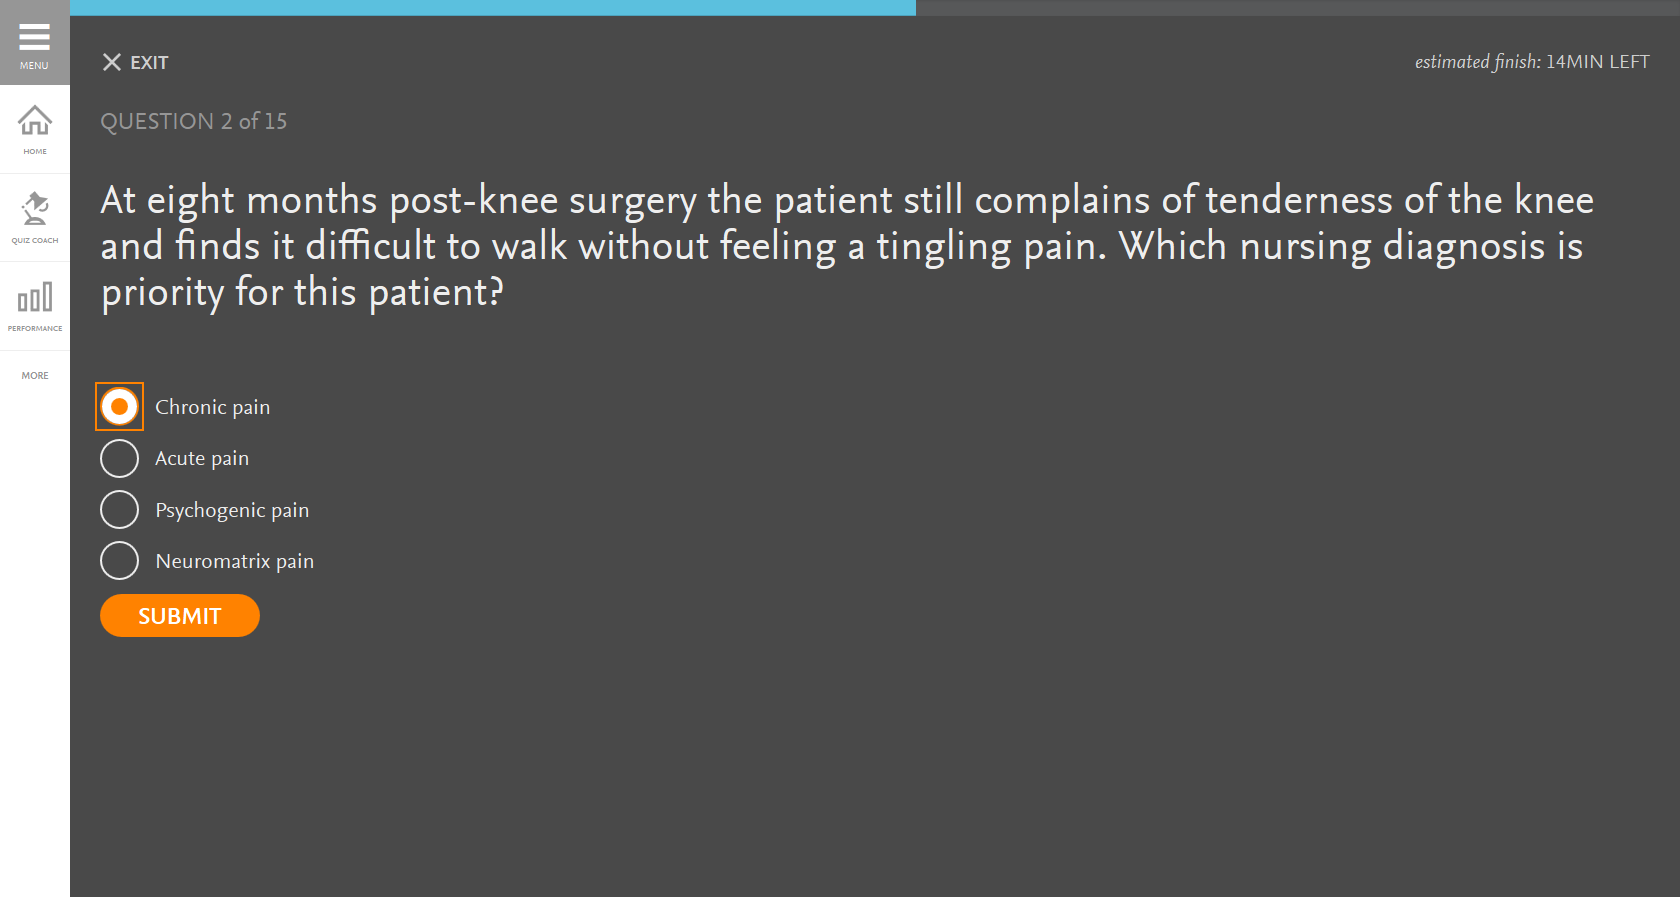 MENU
HOME
QUIZ COACH
PERFORMANCE
MORE
EXIT
estimated finish: 14MIN LEFT
QUESTION 2 of 15
At eight months post-knee surgery the patient still complains of tenderness of the knee
and finds it difficult to walk without feeling a tingling pain. Which nursing diagnosis is
priority for this patient?
Chronic pain
Acute pain
Psychogenic pain
Neuromatrix pain
SUBMIT